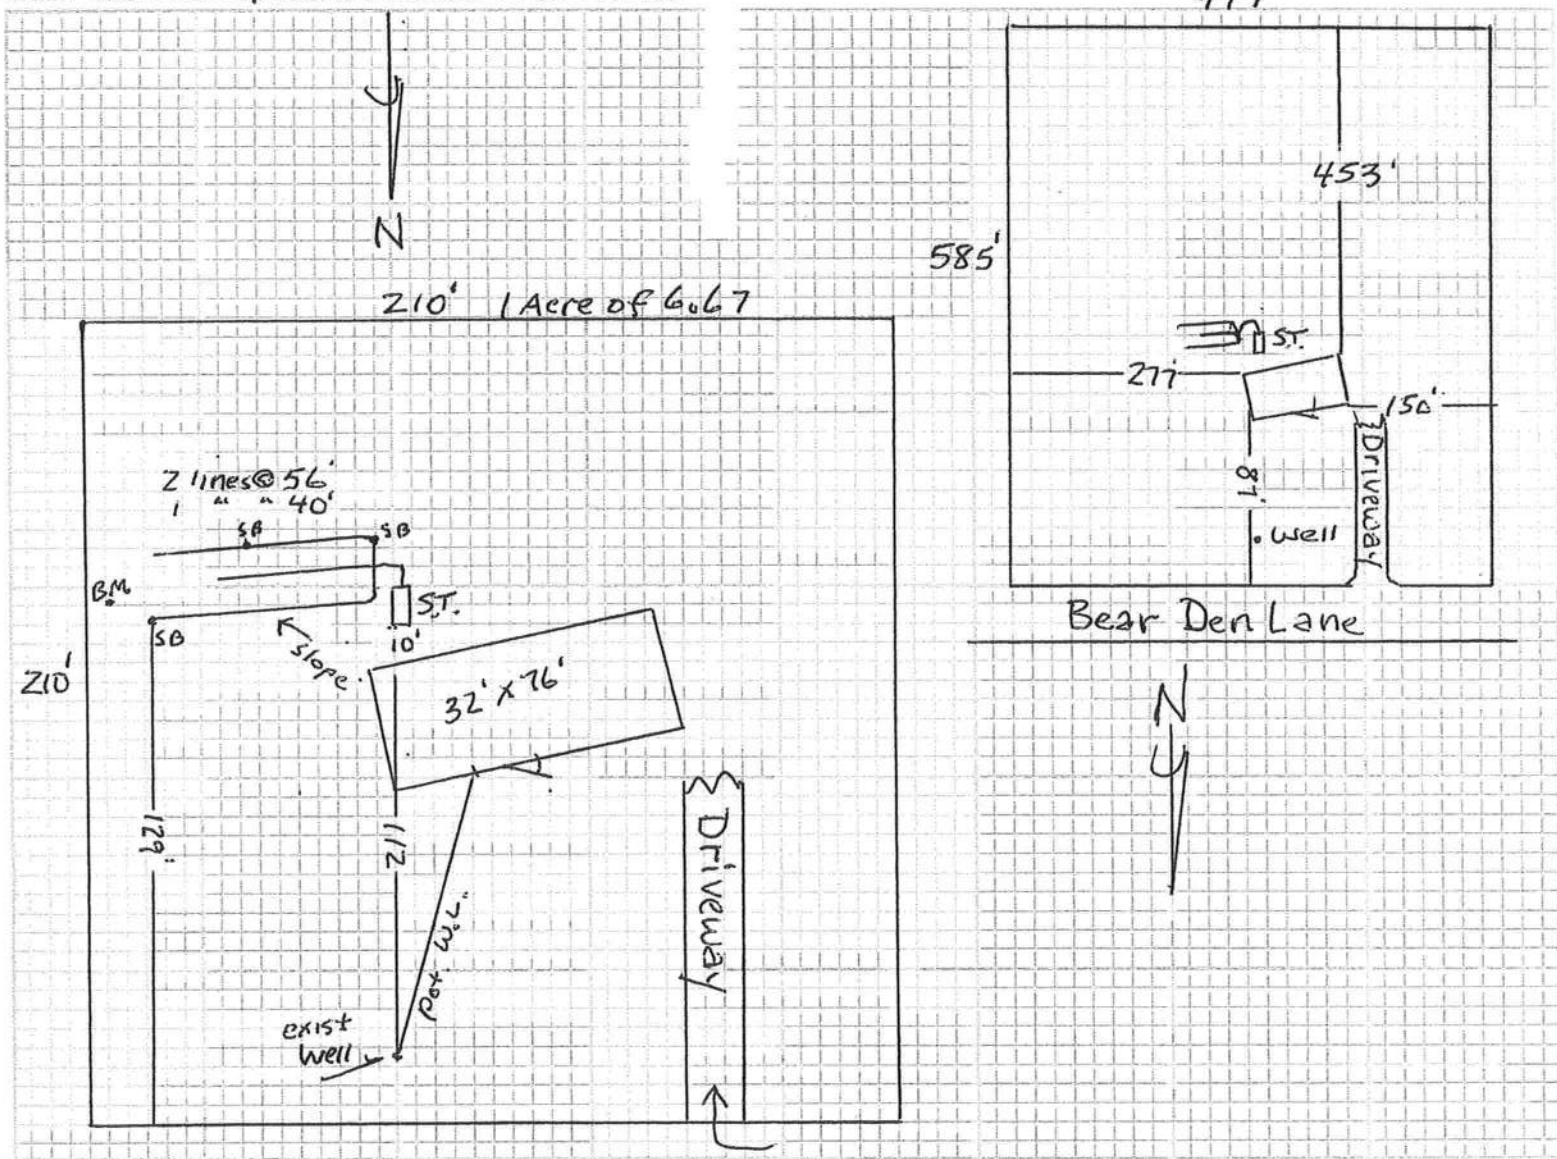 N
210' 1 Acre of 6.67
2 lines @ 56'
1 " " 40'
SB
SB
B.M.
SB
S.T.
10'
slope
210'
32' x 76'
129'
112'
pox. W.L.
exist
well
Driveway
453'
585'
S.T.
277'
150'
87'
Driveway
well
Bear Den Lane
N